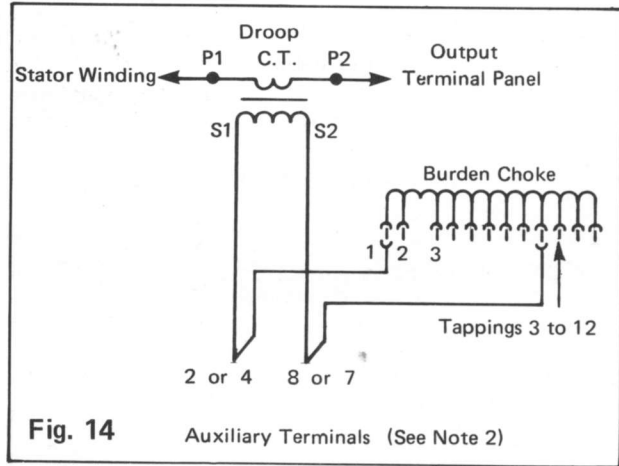 Droop
P1 C.T. P2 Output
Stator Winding Terminal Panel
S1 S2
Burden Choke
1 2 3
Tappings 3 to 12
2 or 4 8 or 7
Fig. 14 Auxiliary Terminals (See Note 2)